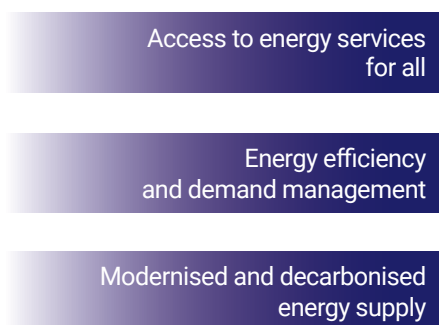 Access to energy services
for all
Energy efficiency
and demand management
Modernised and decarbonised
energy supply